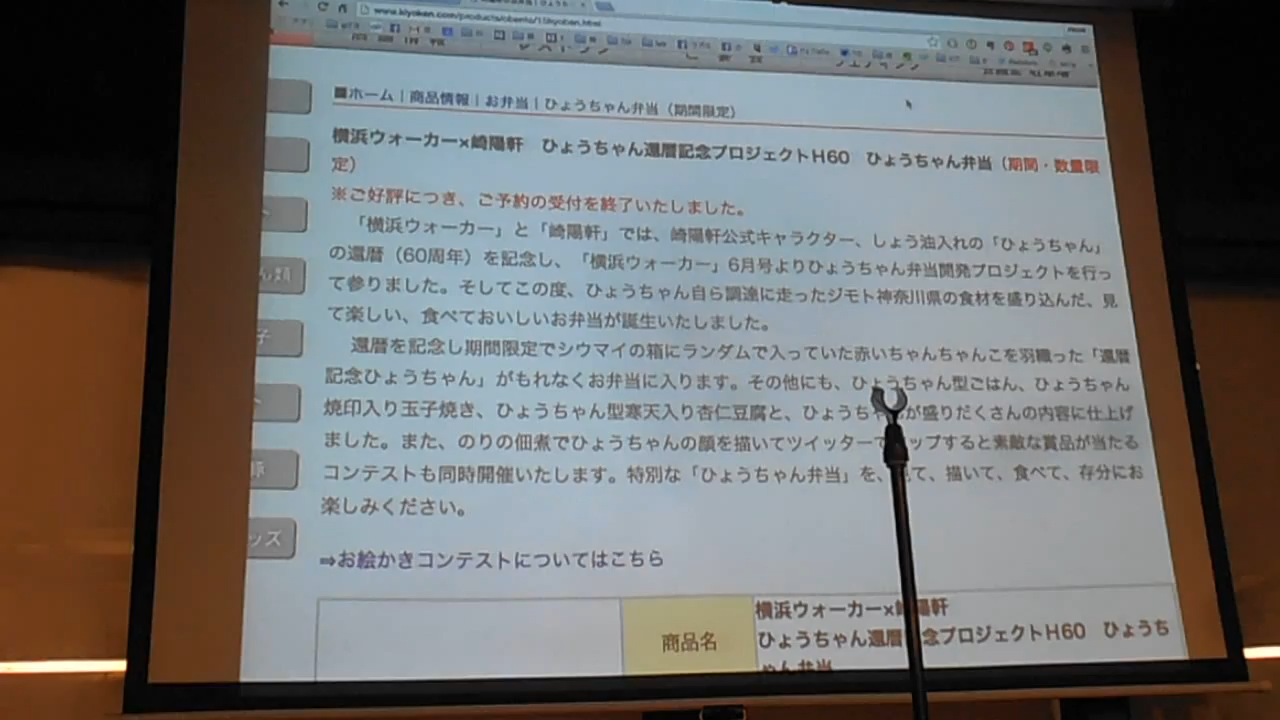 www.kiyoken.com/products/obento/
■ホーム｜商品情報｜お弁当｜ひょうちゃん弁当（期間限定）
横浜ウォーカー×崎陽軒　ひょうちゃん還暦記念プロジェクトH60　ひょうちゃん弁当（期間・数量限
定）
※ご好評につき、ご予約の受付を終了いたしました。
「横浜ウォーカー」と「崎陽軒」では、崎陽軒公式キャラクター、しょう油入れの「ひょうちゃん」
の還暦（60周年）を記念し、「横浜ウォーカー」6月号よりひょうちゃん弁当開発プロジェクトを行っ
て参りました。そしてこの度、ひょうちゃん自ら調達に走ったジモト神奈川県の食材を盛り込んだ、見
て楽しい、食べておいしいお弁当が誕生いたしました。
還暦を記念し期間限定でシウマイの箱にランダムで入っていた赤いちゃんちゃんこを羽織った「還暦
記念ひょうちゃん」がもれなくお弁当に入ります。その他にも、ひょうちゃん型ごはん、ひょうちゃん
焼印入り玉子焼き、ひょうちゃん型寒天入り杏仁豆腐と、ひょうちゃんが盛りだくさんの内容に仕上げ
ました。また、のりの佃煮でひょうちゃんの顔を描いてツイッターでアップすると素敵な賞品が当たる
コンテストも同時開催いたします。特別な「ひょうちゃん弁当」を、見て、描いて、食べて、存分にお
楽しみください。
⇒お絵かきコンテストについてはこちら
商品名
横浜ウォーカー×崎陽軒
ひょうちゃん還暦記念プロジェクトH60　ひょうち
ゃん弁当
ん類
子
ッズ